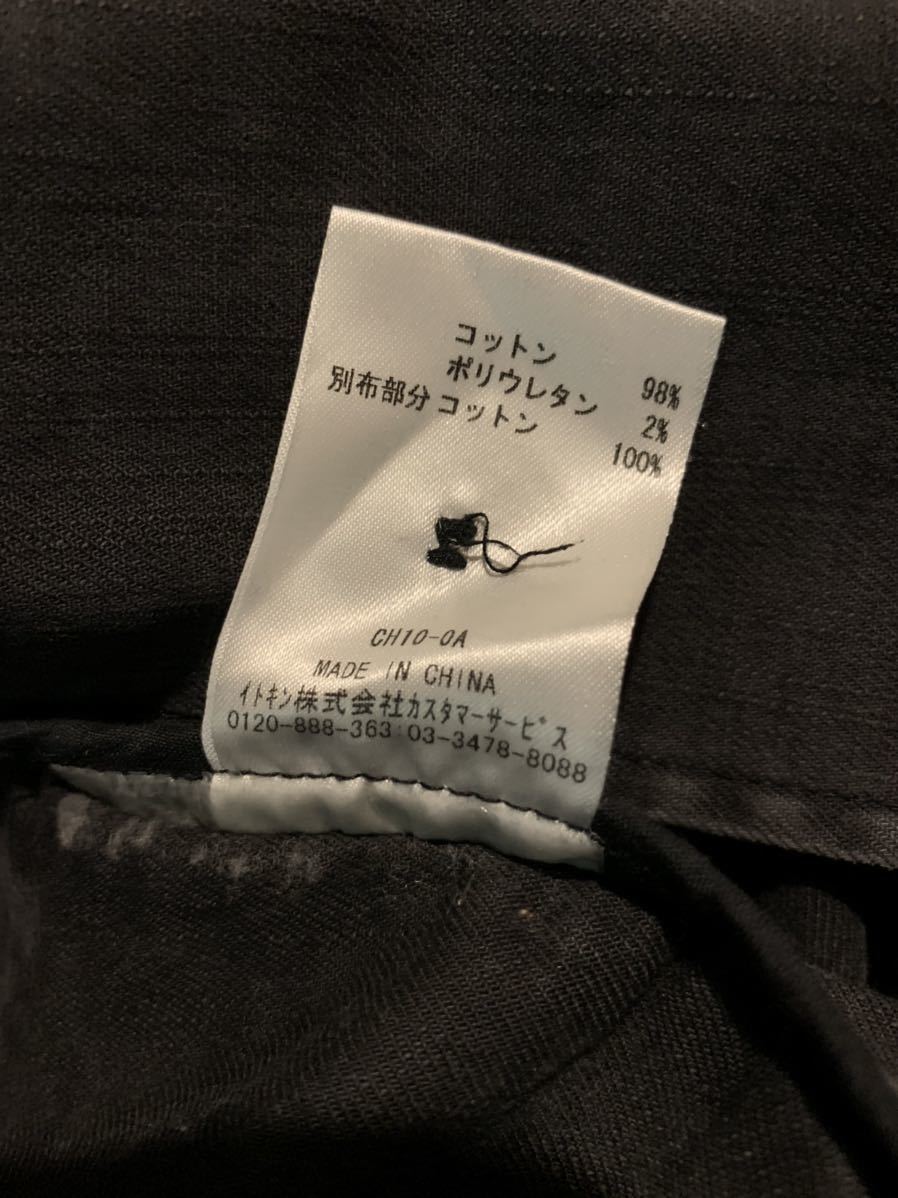 コットン 98%
ポリウレタン 2%
別布部分 コットン 100%
CH10-0A
MADE IN CHINA
イトキン株式会社カスタマーサービス
0120-888-363:03-3478-8088